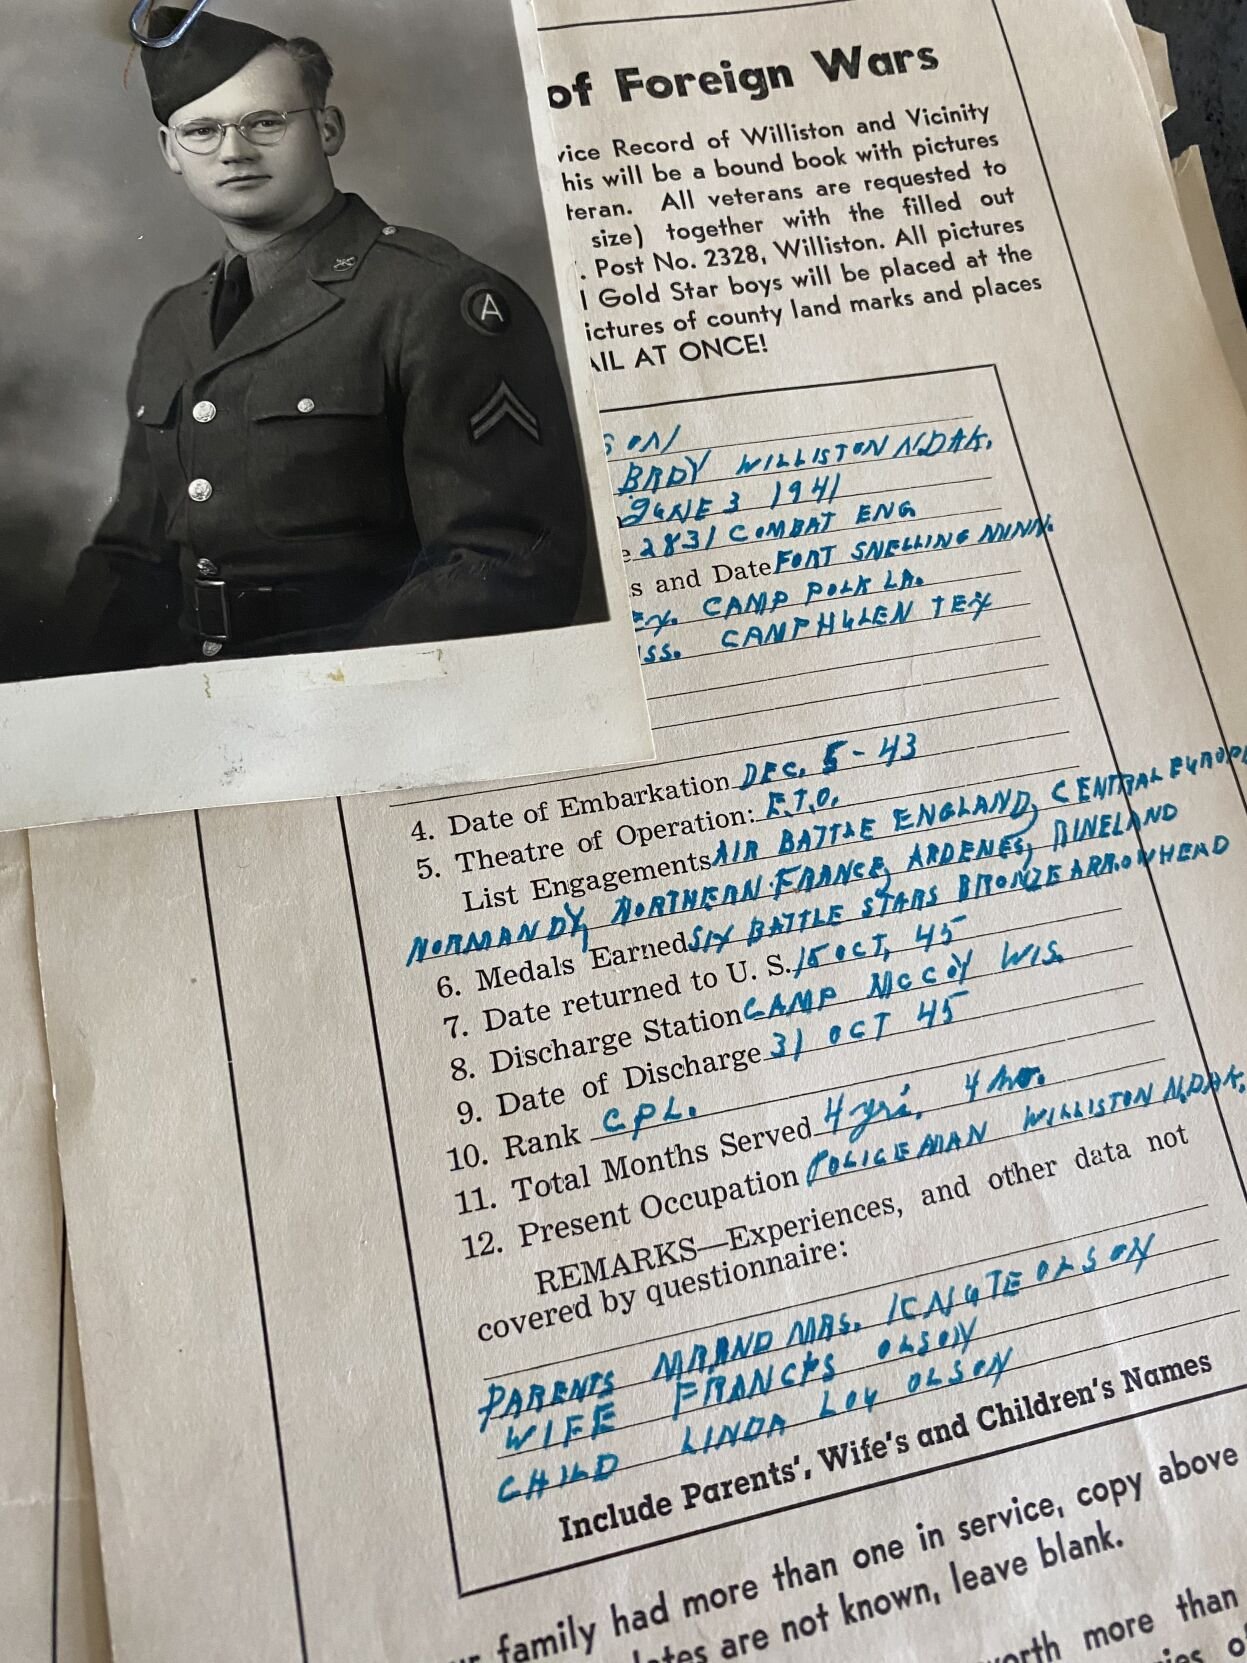 of Foreign Wars
vice Record of Williston and Vicinity
his will be a bound book with pictures
teran. All veterans are requested to
size) together with the filled out
. Post No. 2328, Williston. All pictures
l Gold Star boys will be placed at the
ictures of county land marks and places
AIL AT ONCE!
A
SON
BRDY WILLISTON N.DAK.
JUNE 3 1941
e 2831 COMBAT ENG
s and Date FORT SNELLING MINN.
EX. CAMP POLK LA.
ISS. CAMP HULEN TEX
4. Date of Embarkation DEC. 5-43
5. Theatre of Operation: E.T.O.
List Engagements AIR BATTLE ENGLAND, CENTRAL EUROPE
NORMANDY, NORTHERN FRANCE, ARDENES, RINELAND
6. Medals Earned SIX BATTLE STARS BRONZE ARROWHEAD
7. Date returned to U. S. 15 OCT, 45
8. Discharge Station CAMP McCOY WIS.
9. Date of Discharge 31 OCT 45
10. Rank CPL.
11. Total Months Served 4 yrs, 4 mo.
12. Present Occupation POLICEMAN WILLISTON N.DAK.
REMARKS—Experiences, and other data not
covered by questionnaire:
PARENTS MR AND MRS. OLSON
WIFE FRANCES OLSON
CHILD LINDA LOU OLSON
Include Parents', Wife's and Children's Names
family had more than one in service, copy above
ates are not known, leave blank.
orth more than